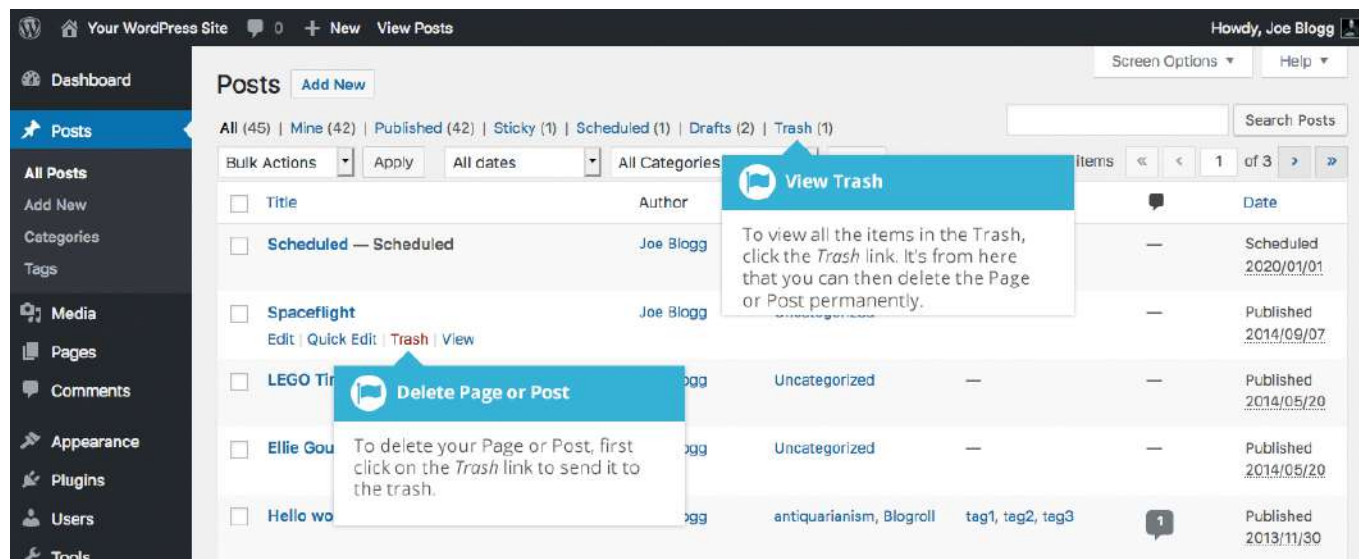 Your WordPress Site 0 + New View Posts Howdy, Joe Blogg
Dashboard
Posts
All Posts
Add New
Categories
Tags
Media
Pages
Comments
Appearance
Plugins
Users
Tools
Screen Options Help
Posts Add New
All (45) | Mine (42) | Published (42) | Sticky (1) | Scheduled (1) | Drafts (2) | Trash (1)
Search Posts
Bulk Actions Apply All dates All Categories items « ‹ 1 of 3 › »
Title Author Date
Scheduled — Scheduled Joe Blogg — Scheduled
2020/01/01
View Trash
To view all the items in the Trash,
click the Trash link. It's from here
that you can then delete the Page
or Post permanently.
Spaceflight Joe Blogg — Published
Edit | Quick Edit | Trash | View 2014/09/07
LEGO Uncategorized — — Published
2014/05/20
Delete Page or Post
To delete your Page or Post, first
click on the Trash link to send it to
the trash.
Ellie Uncategorized — — Published
2014/05/20
Hello antiquarianism, Blogroll tag1, tag2, tag3 1 Published
2013/11/30